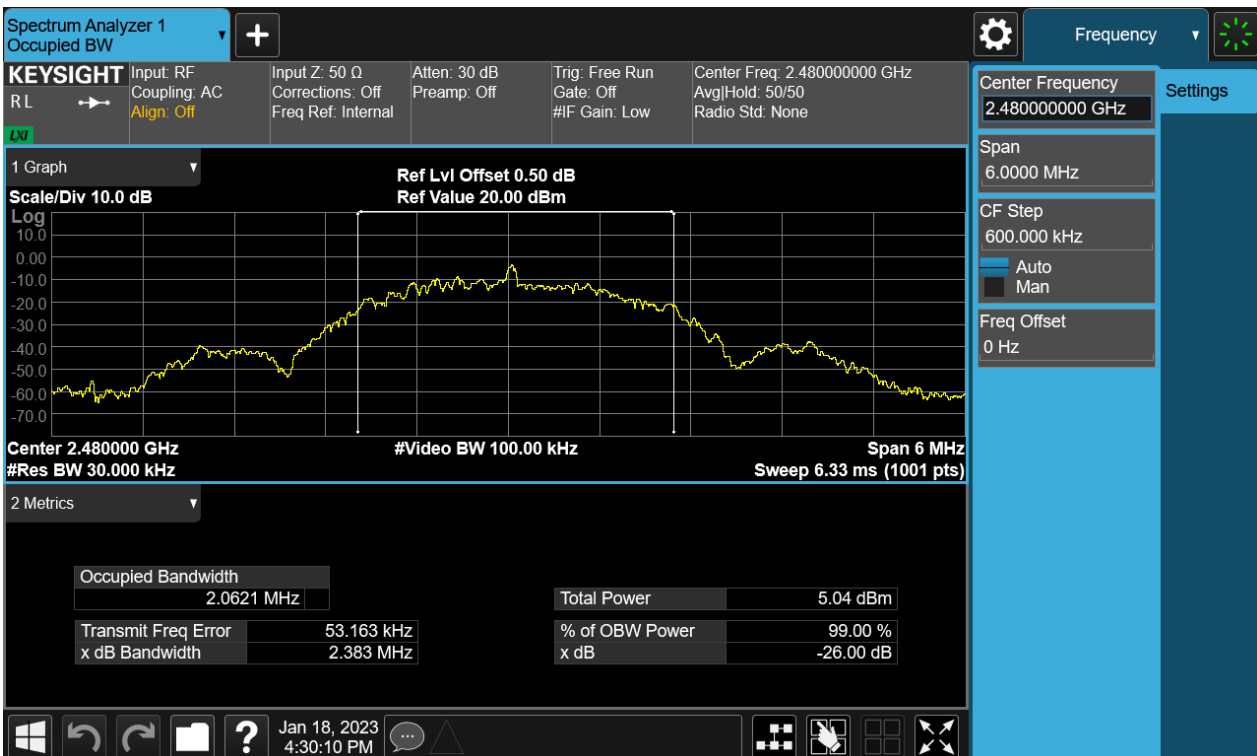 Spectrum Analyzer 1
Occupied BW
+
Frequency
KEYSIGHT
R L
LXI
Input: RF
Coupling: AC
Align: Off
Input Z: 50 Ω
Corrections: Off
Freq Ref: Internal
Atten: 30 dB
Preamp: Off
Trig: Free Run
Gate: Off
#IF Gain: Low
Center Freq: 2.480000000 GHz
Avg|Hold: 50/50
Radio Std: None
Center Frequency
2.480000000 GHz
Settings
Span
6.0000 MHz
CF Step
600.000 kHz
Auto
Man
Freq Offset
0 Hz
1 Graph
Ref Lvl Offset 0.50 dB
Scale/Div 10.0 dB
Ref Value 20.00 dBm
Log
10.0
0.00
-10.0
-20.0
-30.0
-40.0
-50.0
-60.0
-70.0
Center 2.480000 GHz
#Video BW 100.00 kHz
Span 6 MHz
#Res BW 30.000 kHz
Sweep 6.33 ms (1001 pts)
2 Metrics
Occupied Bandwidth
2.0621 MHz
Total Power 5.04 dBm
Transmit Freq Error 53.163 kHz
% of OBW Power 99.00 %
x dB Bandwidth 2.383 MHz
x dB -26.00 dB
?
Jan 18, 2023
4:30:10 PM